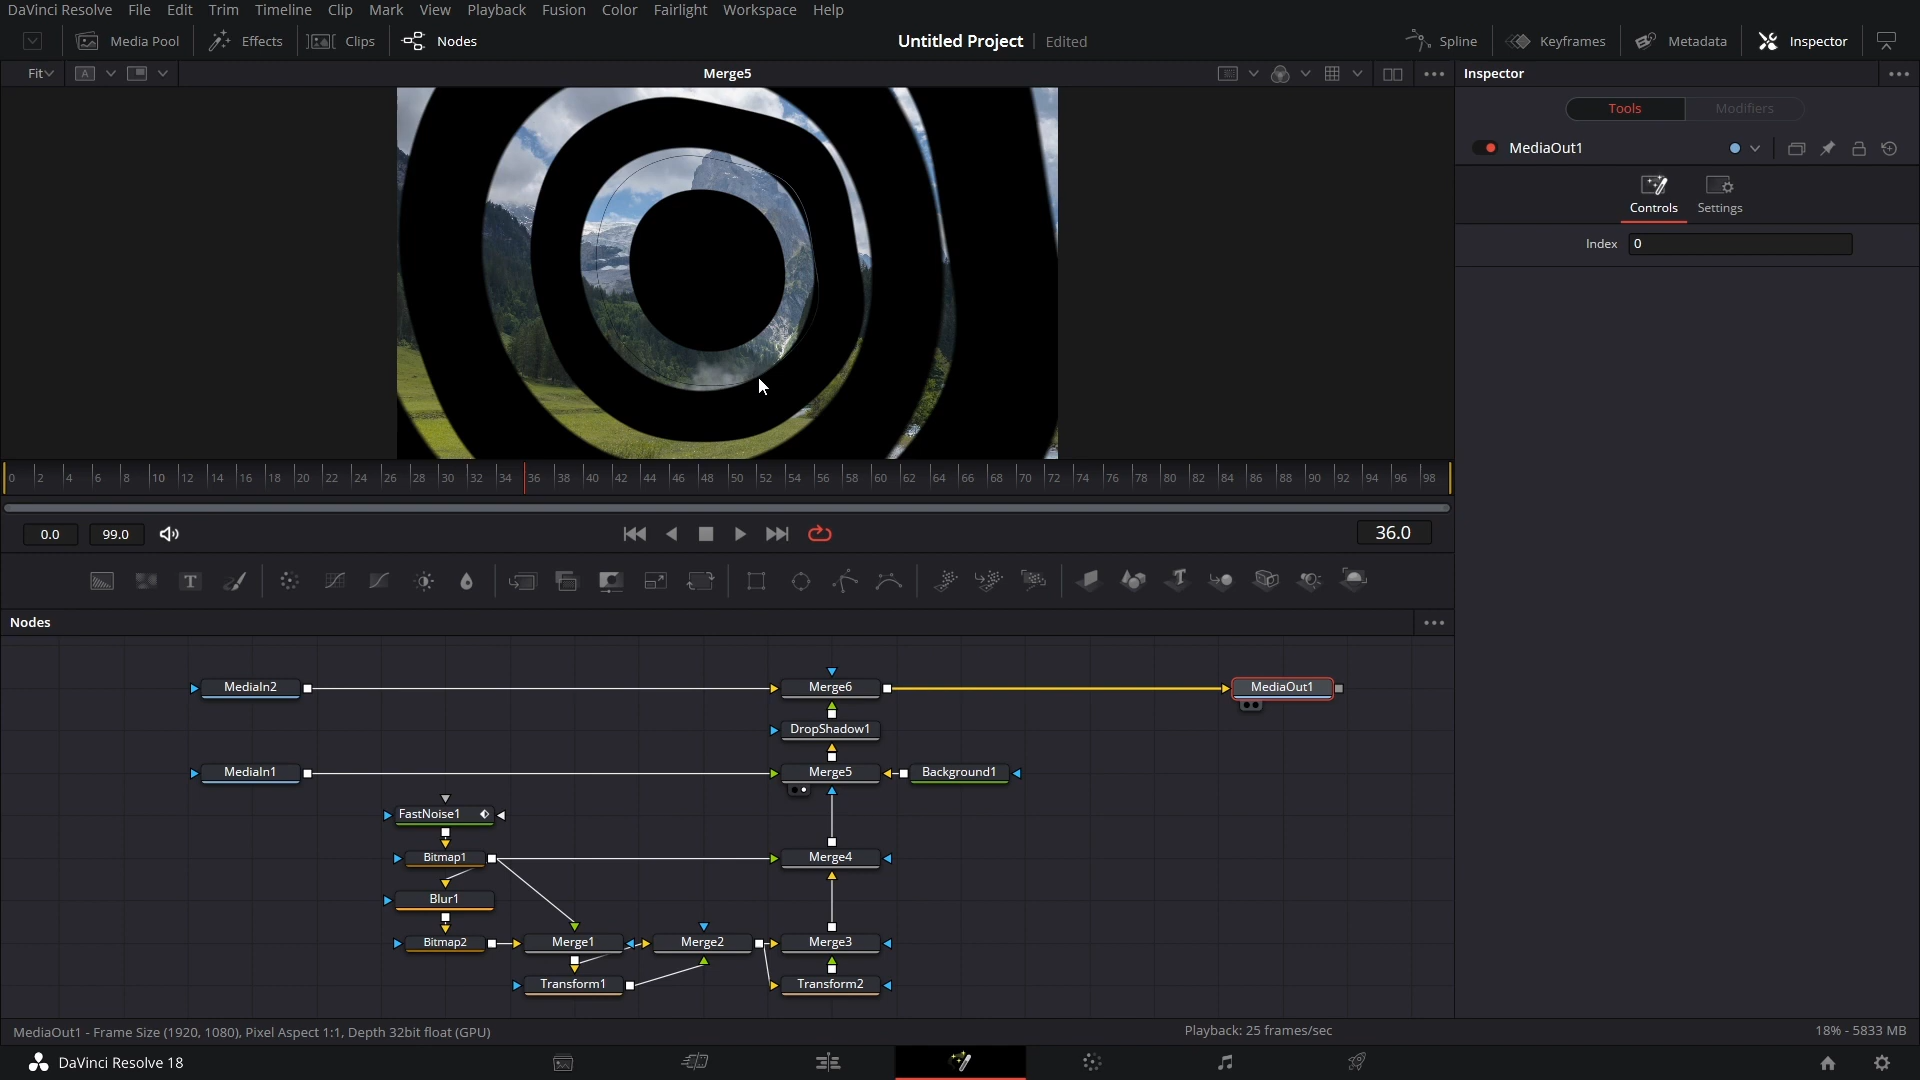 DaVinci Resolve File Edit Trim Timeline Clip Mark View Playback Fusion Color Fairlight Workspace Help
Media Pool Effects Clips Nodes Untitled Project Edited Spline Keyframes Metadata Inspector
Fit A Merge5 Inspector
Tools Modifiers
MediaOut1
Controls Settings
Index 0
0 2 4 6 8 10 12 14 16 18 20 22 24 26 28 30 32 34 36 38 40 42 44 46 48 50 52 54 56 58 60 62 64 66 68 70 72 74 76 78 80 82 84 86 88 90 92 94 96 98
0.0 99.0 36.0
T T
Nodes
MediaIn2 Merge6 MediaOut1
DropShadow1
MediaIn1 Merge5 Background1
FastNoise1
Bitmap1 Merge4
Blur1
Bitmap2 Merge1 Merge2 Merge3
Transform1 Transform2
MediaOut1 - Frame Size (1920, 1080), Pixel Aspect 1:1, Depth 32bit float (GPU) Playback: 25 frames/sec 18% - 5833 MB
DaVinci Resolve 18